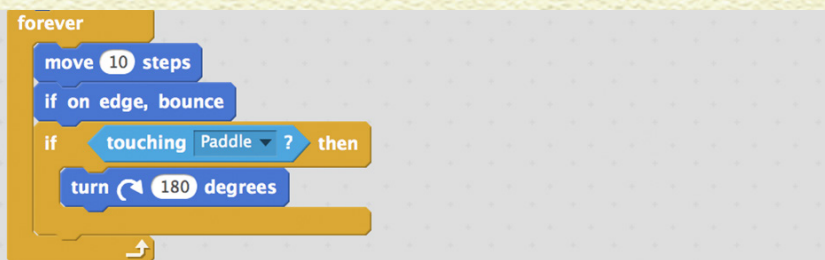 forever
move 10 steps
if on edge, bounce
if touching Paddle ? then
turn 180 degrees